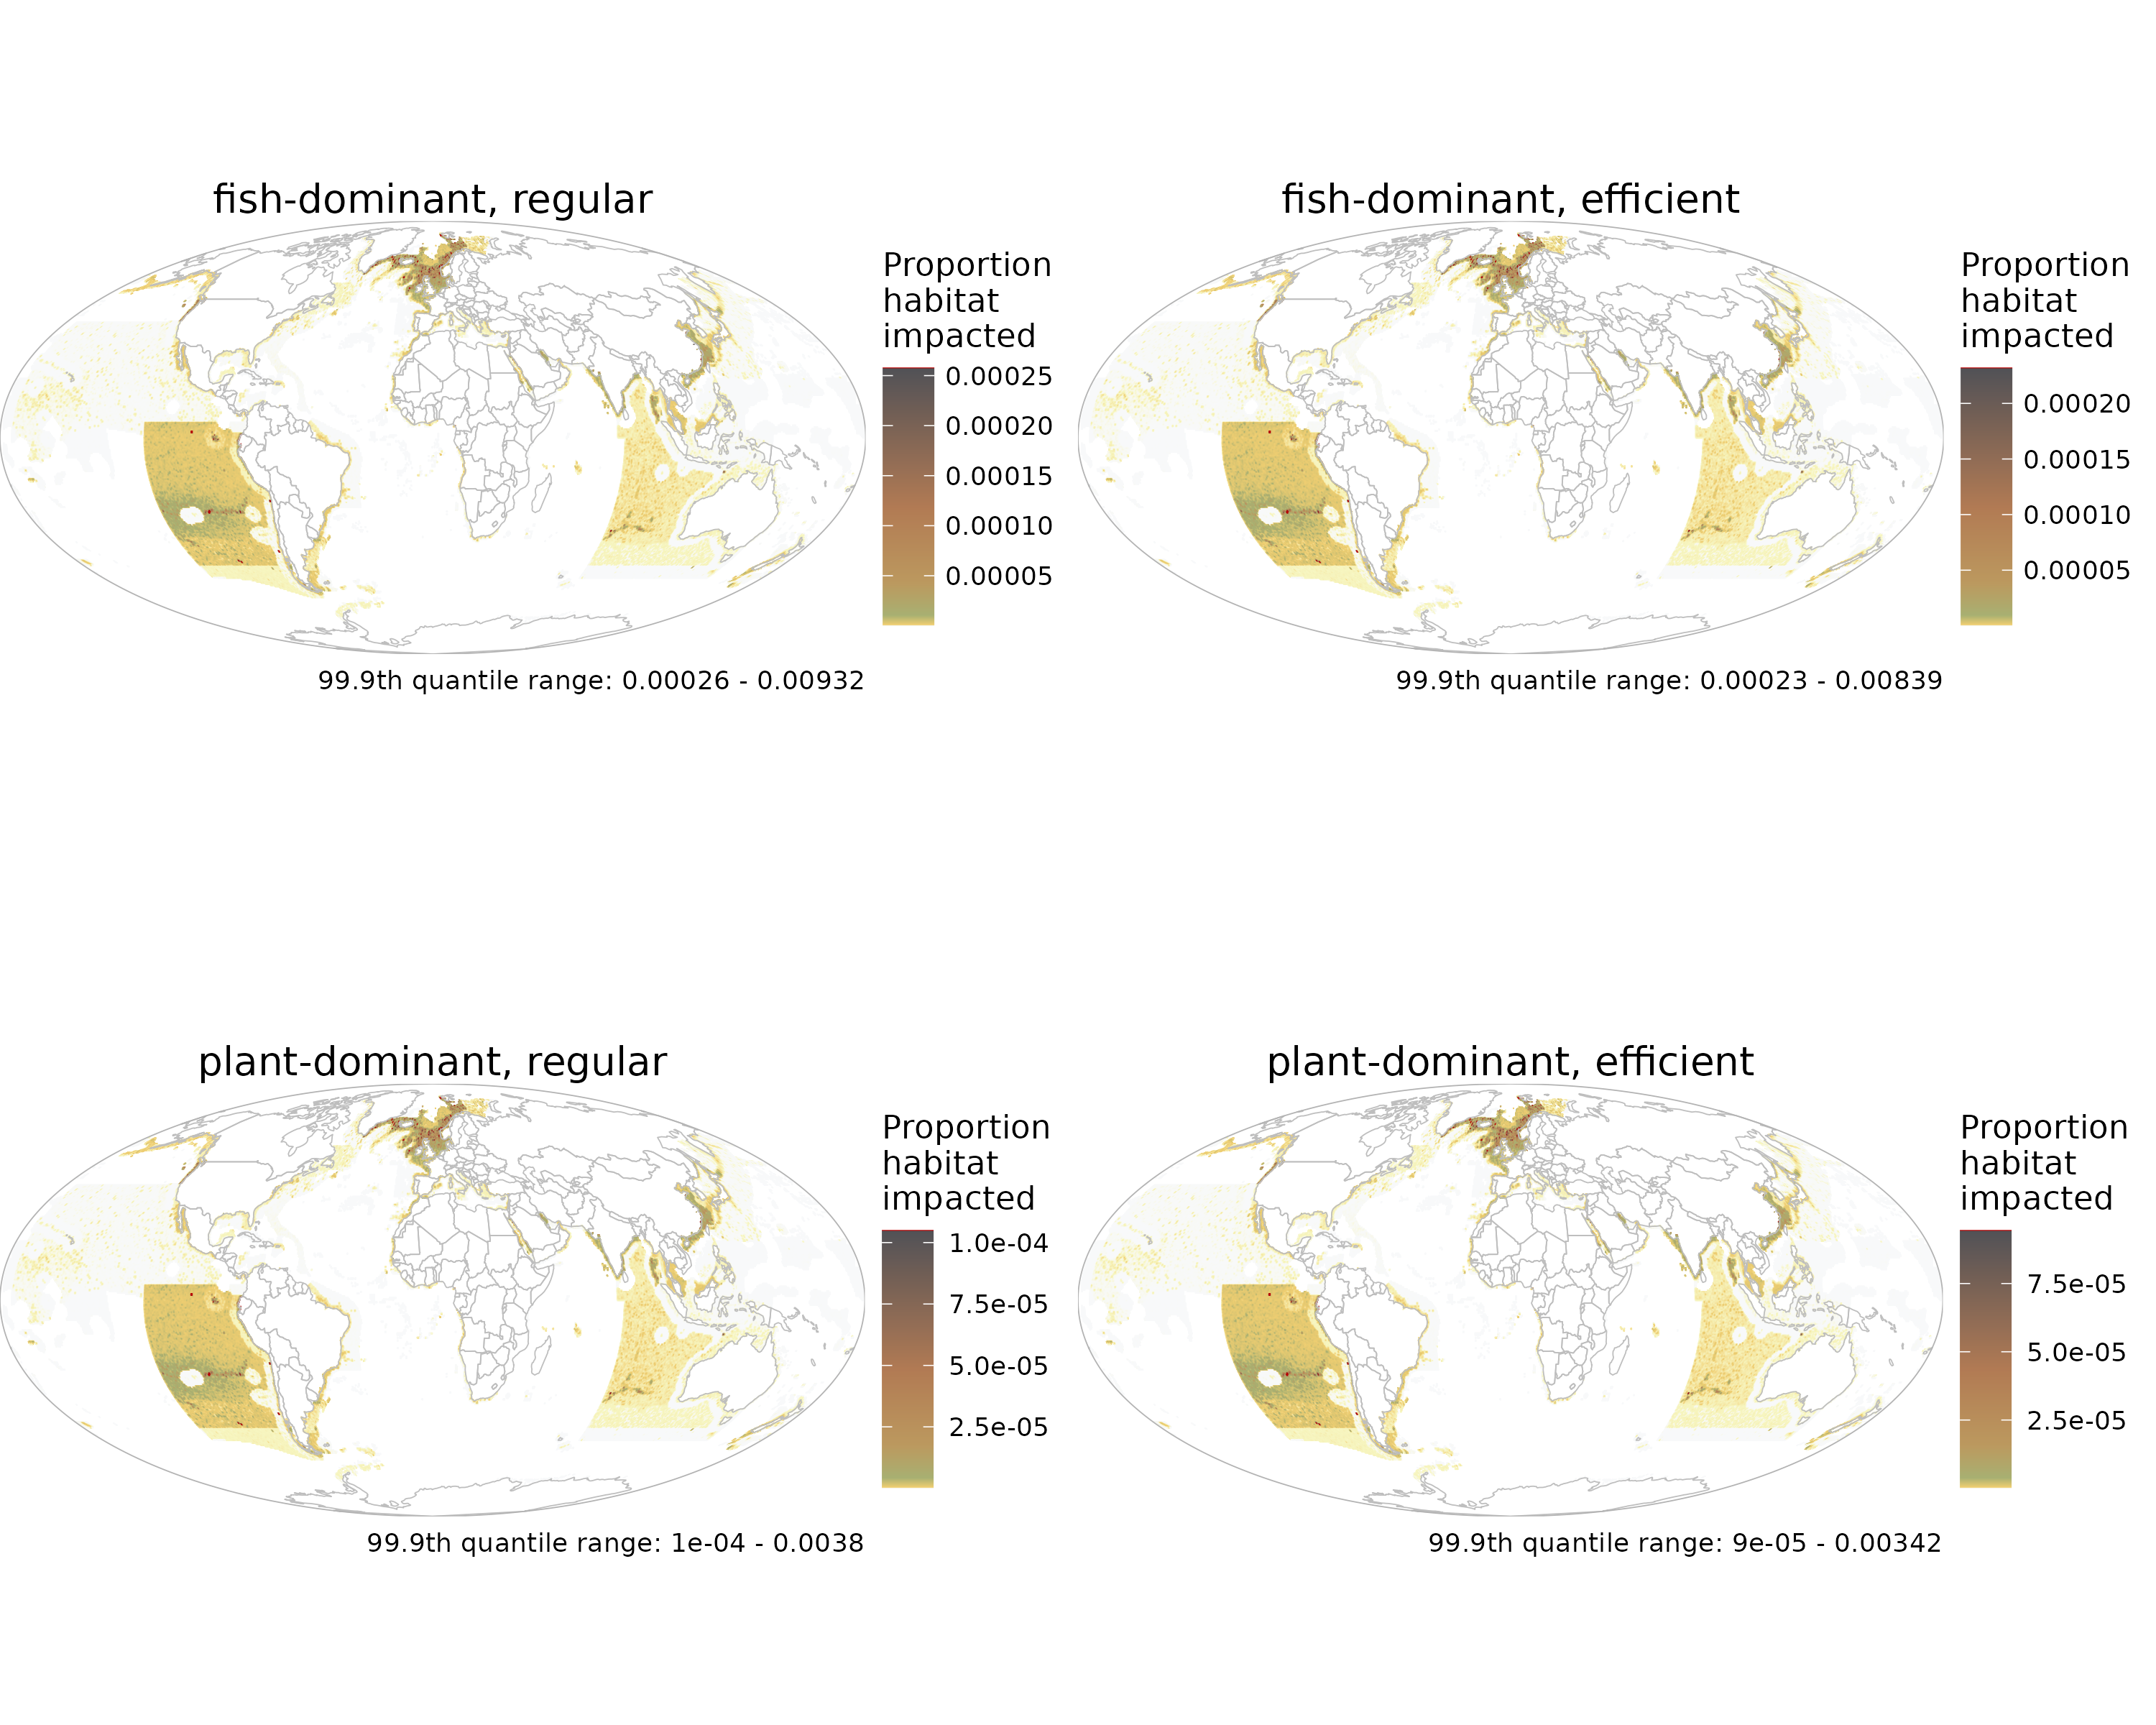 fish-dominant, regular
Proportion
habitat
impacted
0.00025
0.00020
0.00015
0.00010
0.00005
99.9th quantile range: 0.00026 - 0.00932
fish-dominant, efficient
Proportion
habitat
impacted
0.00020
0.00015
0.00010
0.00005
99.9th quantile range: 0.00023 - 0.00839
plant-dominant, regular
Proportion
habitat
impacted
1.0e-04
7.5e-05
5.0e-05
2.5e-05
99.9th quantile range: 1e-04 - 0.0038
plant-dominant, efficient
Proportion
habitat
impacted
7.5e-05
5.0e-05
2.5e-05
99.9th quantile range: 9e-05 - 0.00342